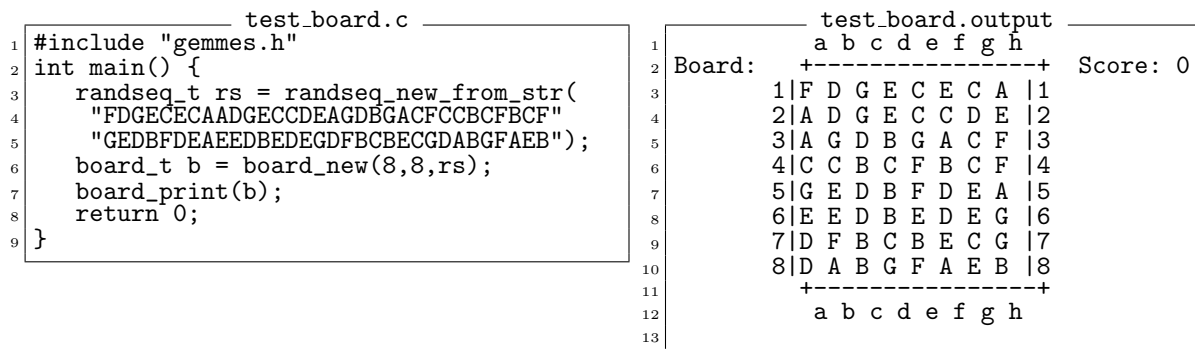 test_board.c
1 #include "gemmes.h"
2 int main() {
3    randseq_t rs = randseq_new_from_str(
4     "FDGECECAADGECCDEAGDBGACFCCBCFBCF"
5     "GEDBFDEAEEDBEDEGDFBCBECGDABGFAEB");
6    board_t b = board_new(8,8,rs);
7    board_print(b);
8    return 0;
9 }
test_board.output
1          a b c d e f g h
2 Board:  +----------------+  Score: 0
3       1|F D G E C E C A |1
4       2|A D G E C C D E |2
5       3|A G D B G A C F |3
6       4|C C B C F B C F |4
7       5|G E D B F D E A |5
8       6|E E D B E D E G |6
9       7|D F B C B E C G |7
10       8|D A B G F A E B |8
11         +----------------+
12          a b c d e f g h
13